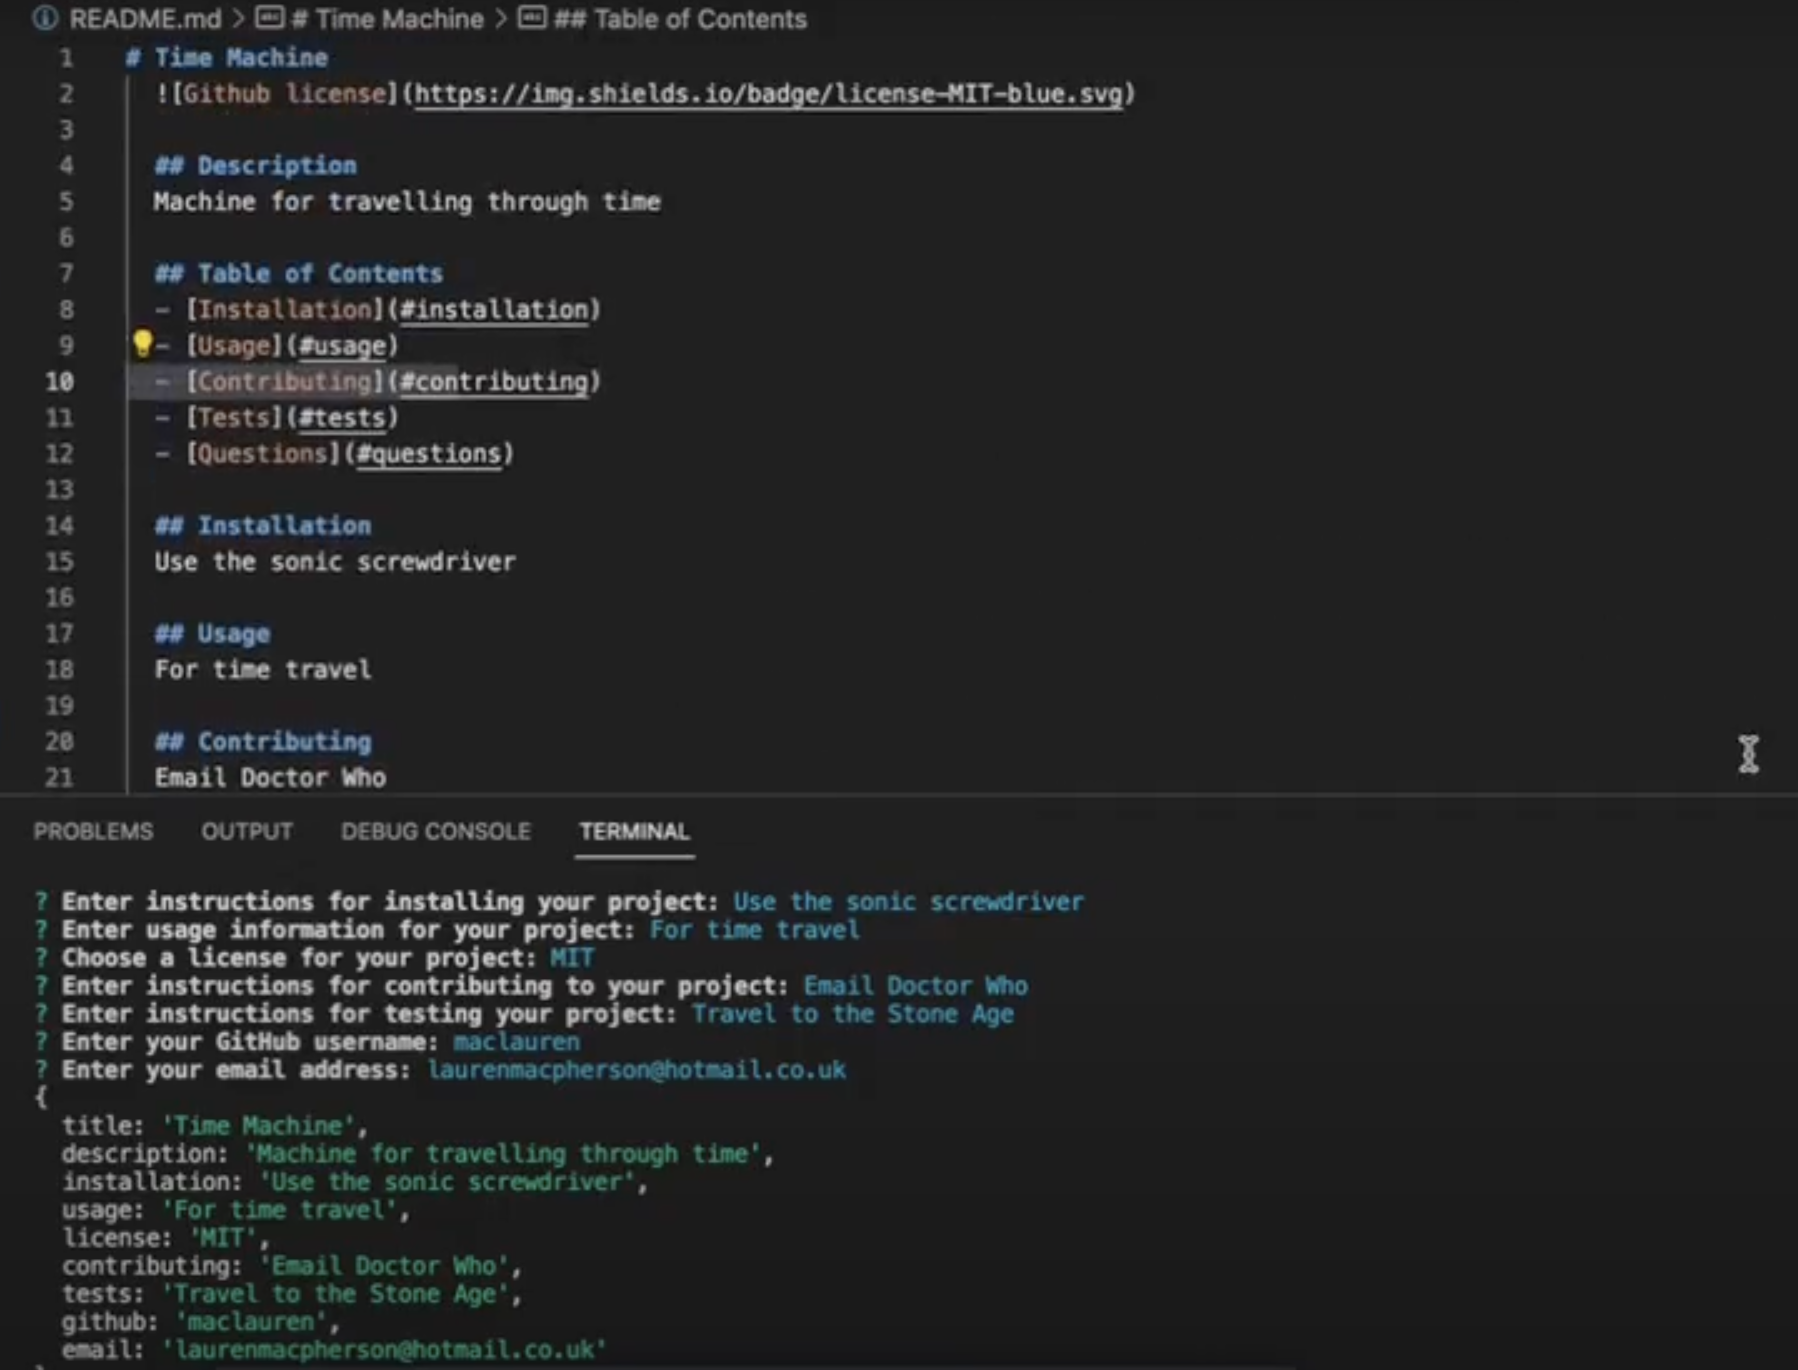 README.md > # Time Machine > ## Table of Contents
1 # Time Machine
2 ![Github license](https://img.shields.io/badge/license-MIT-blue.svg)
3
4 ## Description
5 Machine for travelling through time
6
7 ## Table of Contents
8 - [Installation](#installation)
9 - [Usage](#usage)
10 - [Contributing](#contributing)
11 - [Tests](#tests)
12 - [Questions](#questions)
13
14 ## Installation
15 Use the sonic screwdriver
16
17 ## Usage
18 For time travel
19
20 ## Contributing
21 Email Doctor Who
PROBLEMS OUTPUT DEBUG CONSOLE TERMINAL
? Enter instructions for installing your project: Use the sonic screwdriver
? Enter usage information for your project: For time travel
? Choose a license for your project: MIT
? Enter instructions for contributing to your project: Email Doctor Who
? Enter instructions for testing your project: Travel to the Stone Age
? Enter your GitHub username: maclauren
? Enter your email address: laurenmacpherson@hotmail.co.uk
{
title: 'Time Machine',
description: 'Machine for travelling through time',
installation: 'Use the sonic screwdriver',
usage: 'For time travel',
license: 'MIT',
contributing: 'Email Doctor Who',
tests: 'Travel to the Stone Age',
github: 'maclauren',
email: 'laurenmacpherson@hotmail.co.uk'